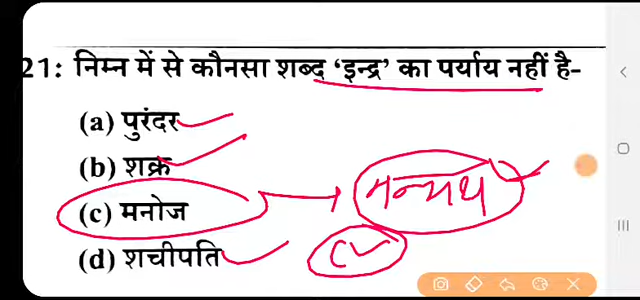 21: निम्न में से कौनसा शब्द ‘इन्द्र’ का पर्याय नहीं है-
(a) पुरंदर
(b) शक्र
(c) मनोज
मन्मथ
(d) शचीपति